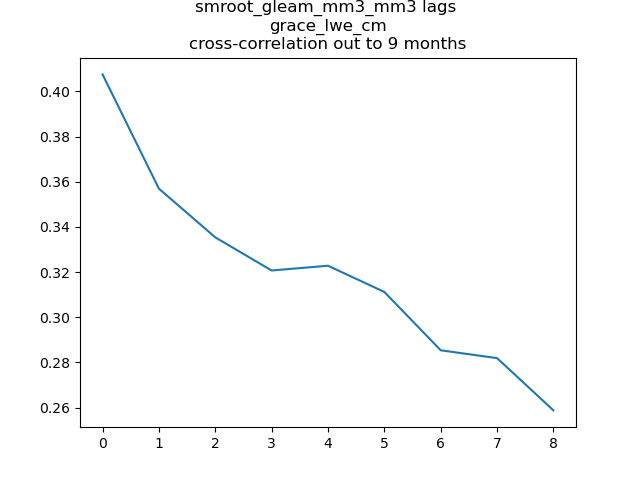 smroot_gleam_mm3_mm3 lags
grace_lwe_cm
cross-correlation out to 9 months
0.40
0.38
0.36
0.34
0.32
0.30
0.28
0.26
0 1 2 3 4 5 6 7 8